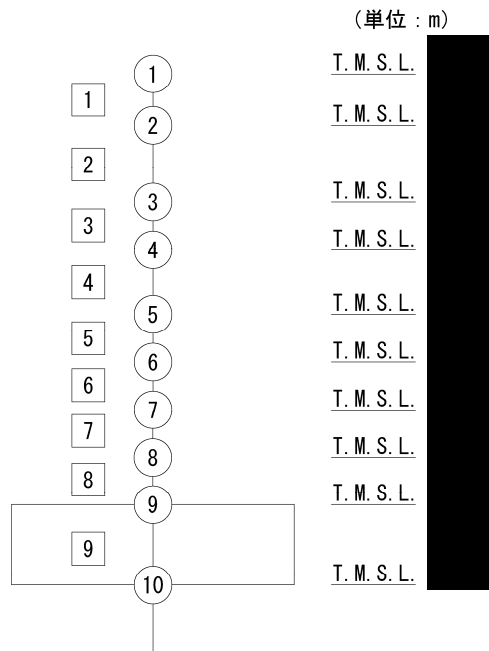 (単位：m)
① T.M.S.L.
1
② T.M.S.L.
2
③ T.M.S.L.
3
④ T.M.S.L.
4
⑤ T.M.S.L.
5
⑥ T.M.S.L.
6
⑦ T.M.S.L.
7
⑧ T.M.S.L.
8
⑨ T.M.S.L.
9
⑩ T.M.S.L.